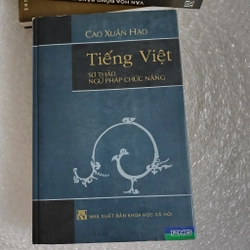 CAO XUÂN HẠO
Tiếng Việt
SƠ THẢO
NGỮ PHÁP CHỨC NĂNG
NHÀ XUẤT BẢN KHOA HỌC XÃ HỘI